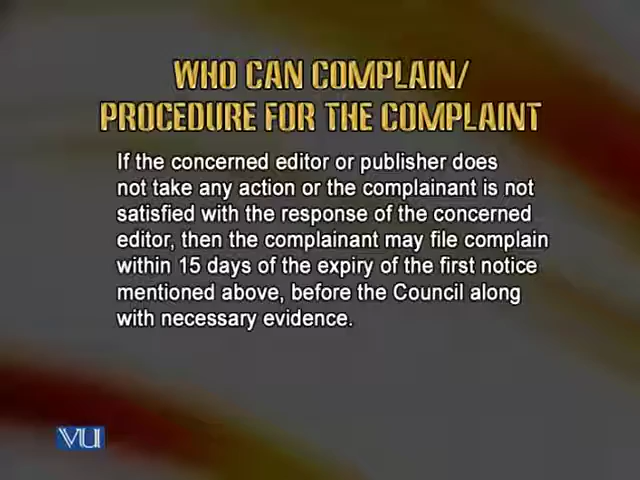 WHO CAN COMPLAIN/
PROCEDURE FOR THE COMPLAINT
If the concerned editor or publisher does
not take any action or the complainant is not
satisfied with the response of the concerned
editor, then the complainant may file complain
within 15 days of the expiry of the first notice
mentioned above, before the Council along
with necessary evidence.
VU